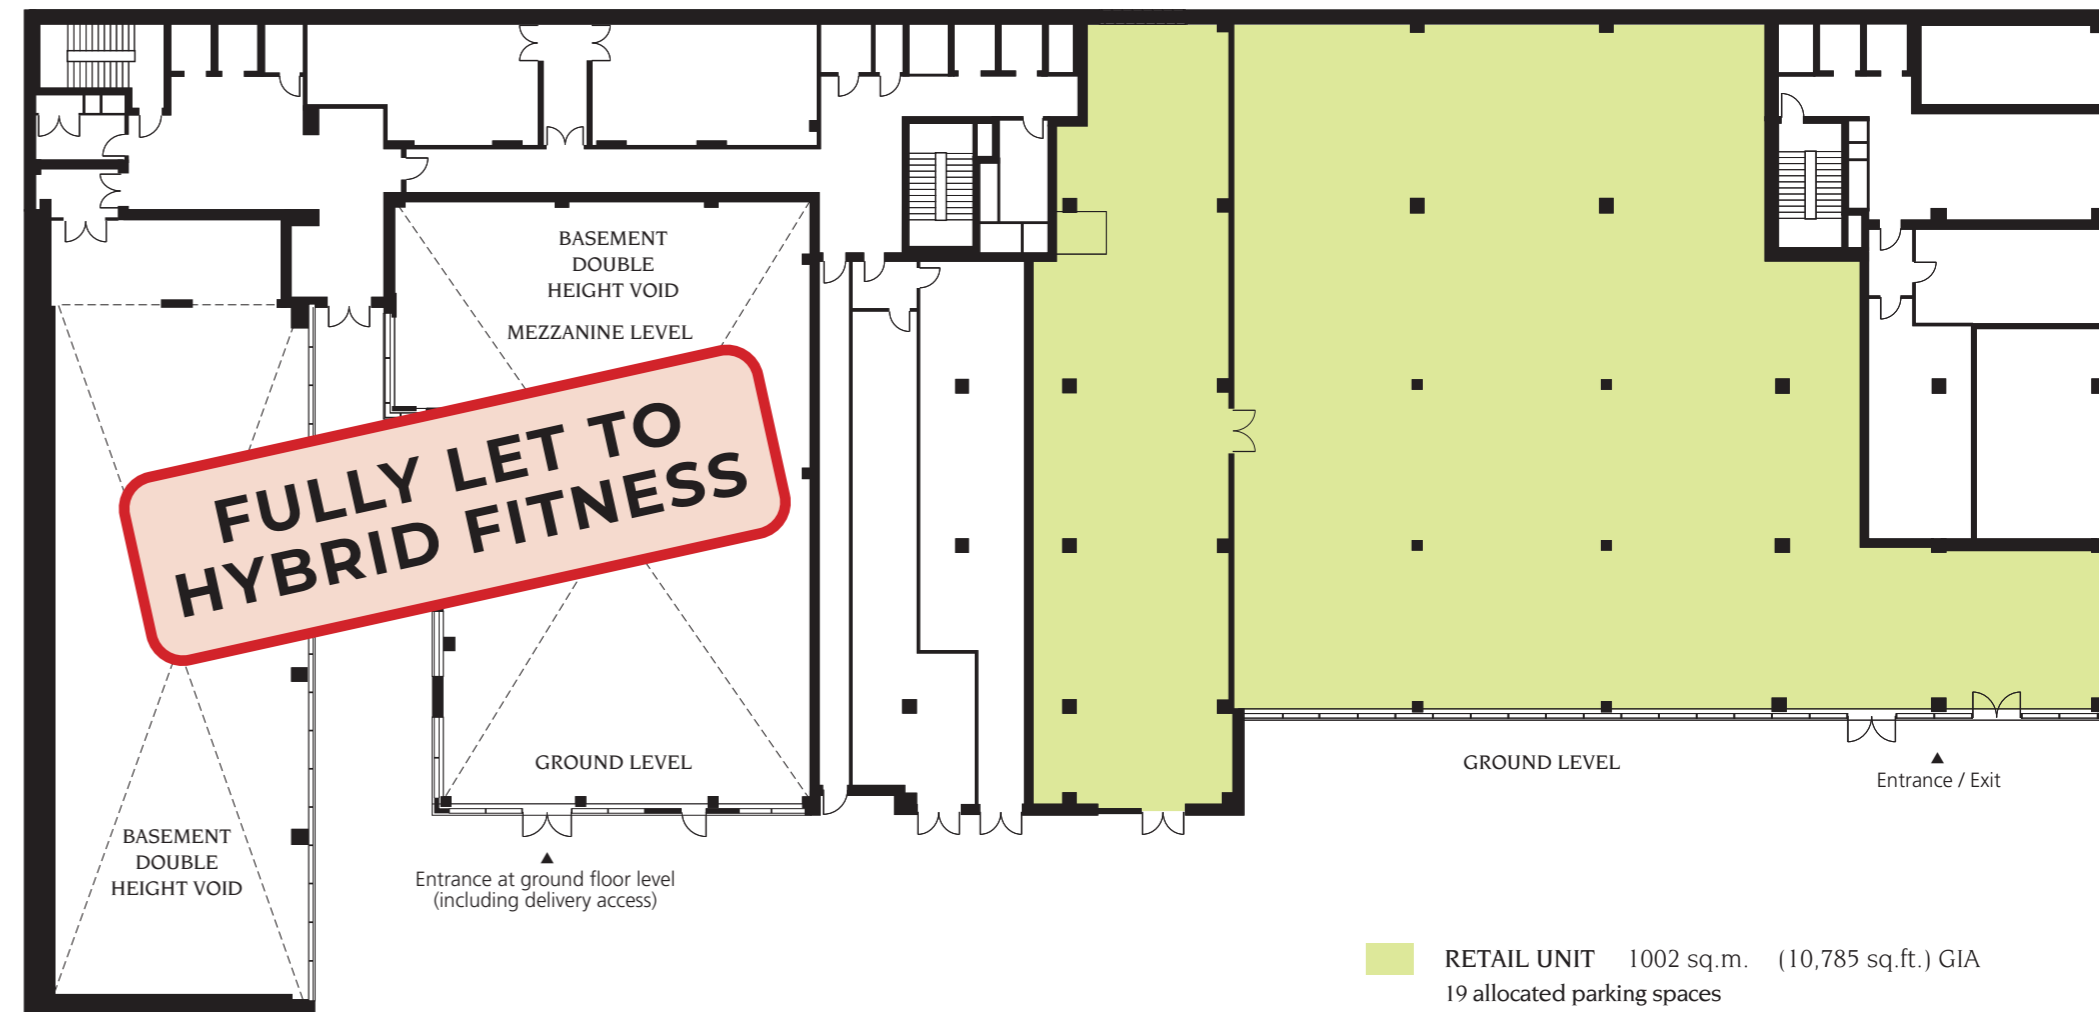 BASEMENT
DOUBLE
HEIGHT VOID
MEZZANINE LEVEL
FULLY LET TO
HYBRID FITNESS
GROUND LEVEL
GROUND LEVEL
Entrance / Exit
BASEMENT
DOUBLE
HEIGHT VOID
Entrance at ground floor level
(including delivery access)
RETAIL UNIT 1002 sq.m. (10,785 sq.ft.) GIA
19 allocated parking spaces